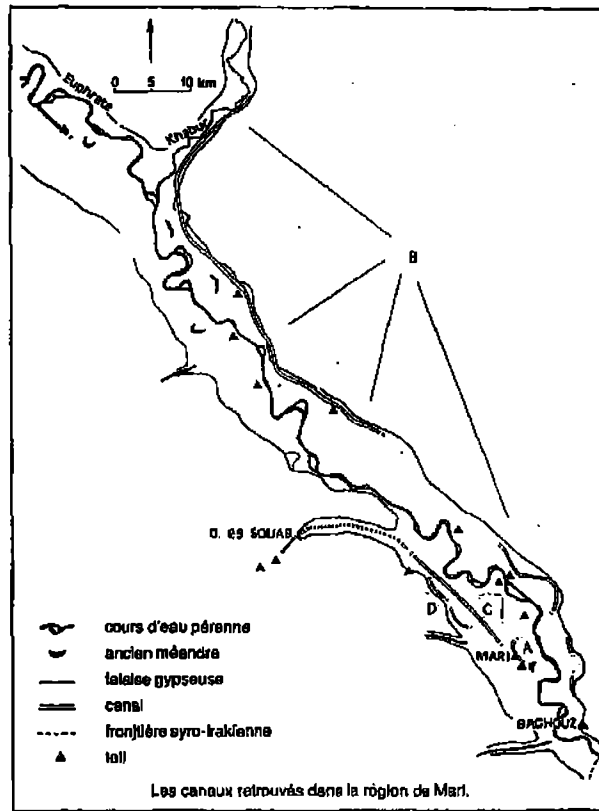 Euphrate
0 5 10 km
Khabur
B
O. es SOUAB
D
C
A
MARI
BAGHOUZ
cours d'eau pérenne
ancien méandre
falaise gypseuse
canal
frontière syro-irakienne
tell
Les canaux retrouvés dans la région de Mari.